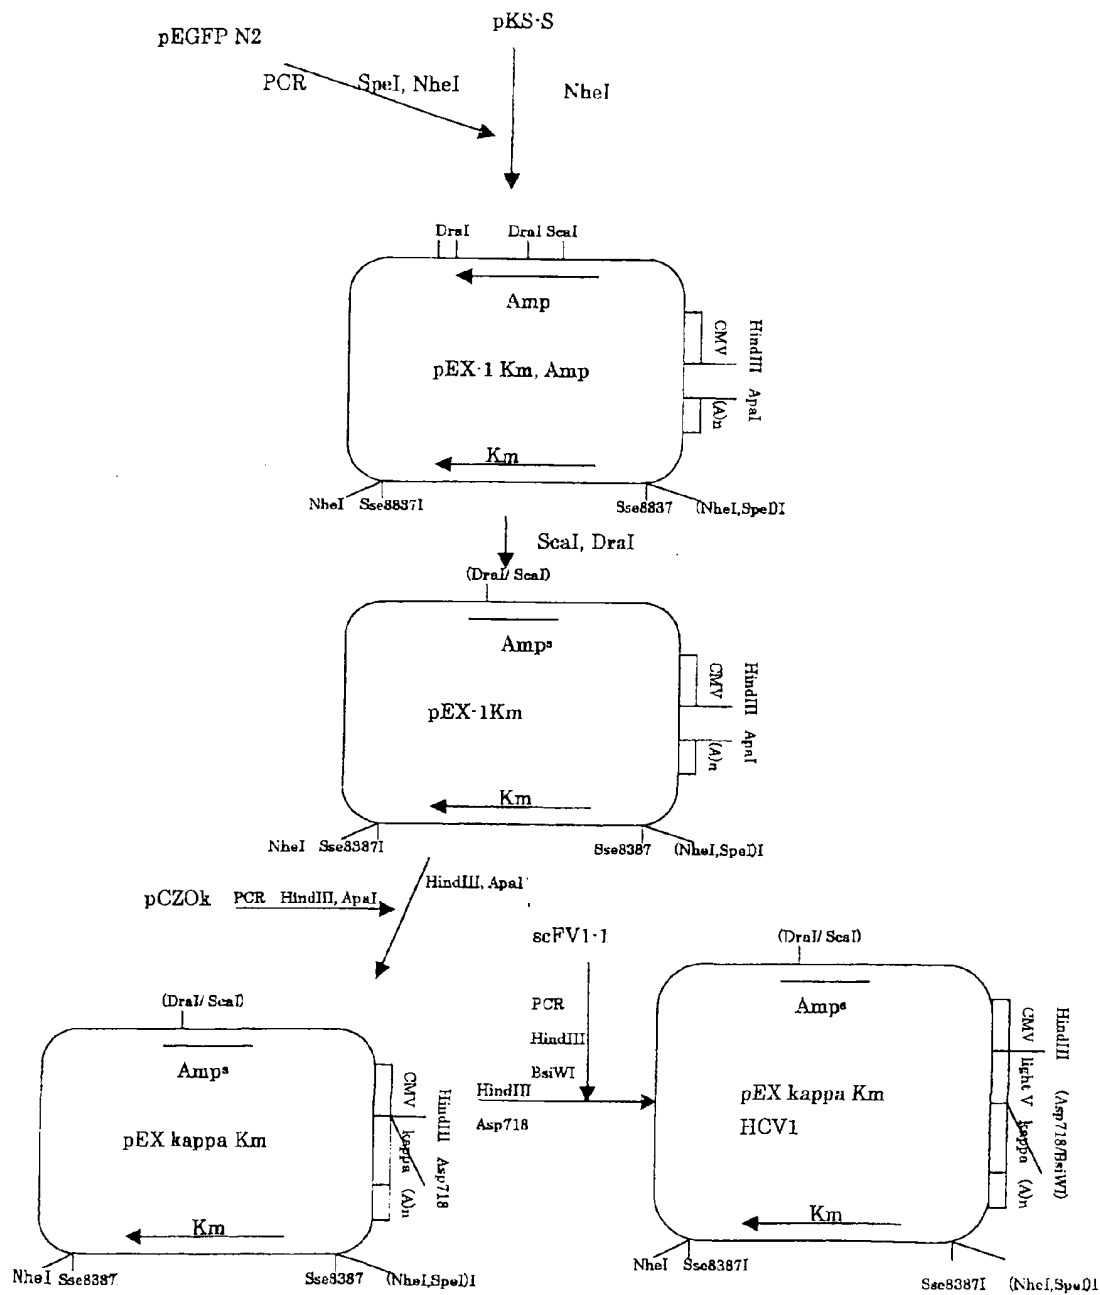 pEGFP N2
pKS-S
PCR SpeI, NheI
NheI
DraI DraI ScaI
Amp
CMV HindIII
pEX-1 Km, Amp
(A)n ApaI
Km
NheI Sse8837I Sse8837 (NheI,SpeI)I
ScaI, DraI
(DraI/ ScaI)
Ampˢ
CMV HindIII
pEX-1Km
(A)n ApaI
Km
NheI Sse8387I Sse8387 (NheI,SpeI)I
HindIII, ApaI
pCZOk PCR HindIII, ApaI
scFV1-1
PCR
HindIII
BsiWI
HindIII
Asp718
(DraI/ ScaI)
Ampˢ
CMV kappa (A)n
HindIII Asp718
pEX kappa Km
Km
NheI Sse8387 Sse8387 (NheI,SpeI)I
(DraI/ ScaI)
Ampˢ
CMV light V kappa (A)n
HindIII (Asp718/BsiWI)
pEX kappa Km
HCV1
Km
NheI Sse8387I Sse8387I (NheI,SpeI)I